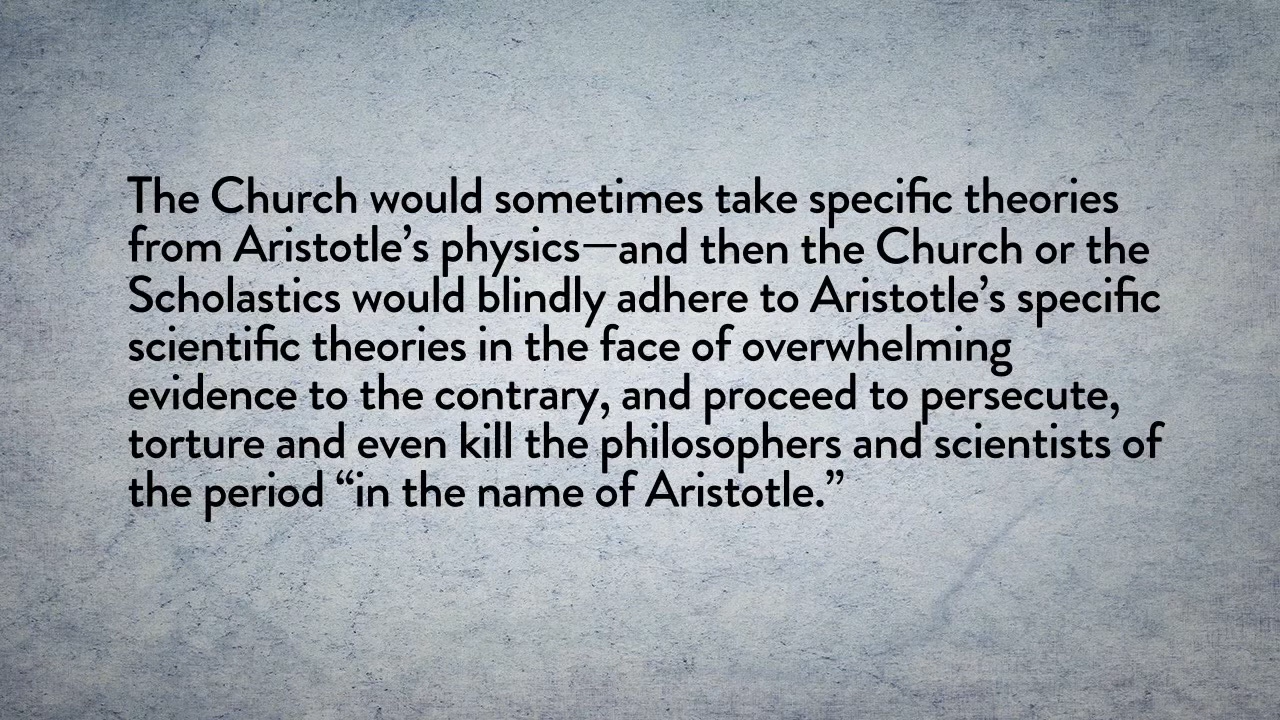 The Church would sometimes take specific theories
from Aristotle’s physics—and then the Church or the
Scholastics would blindly adhere to Aristotle’s specific
scientific theories in the face of overwhelming
evidence to the contrary, and proceed to persecute,
torture and even kill the philosophers and scientists of
the period “in the name of Aristotle.”